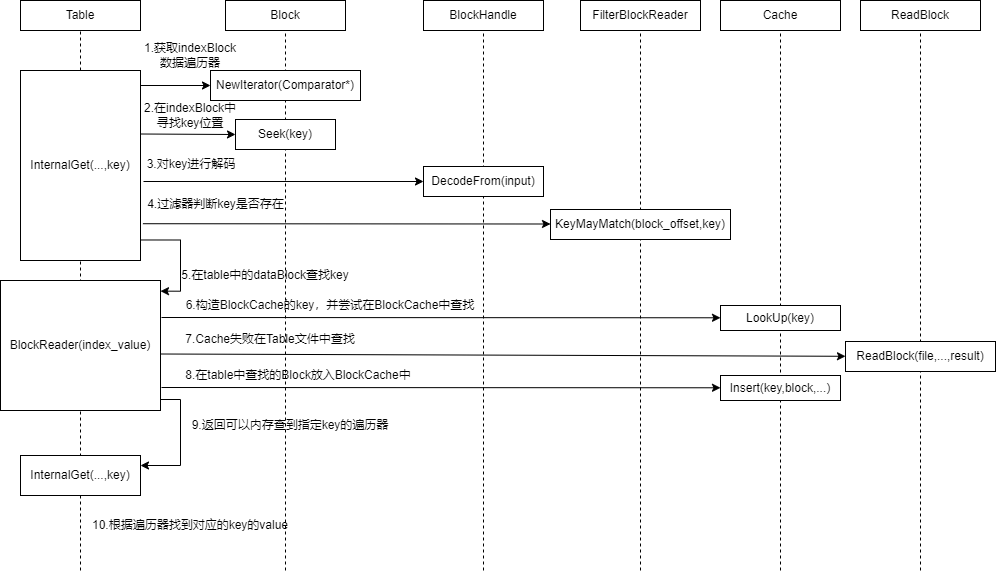 Table
Block
BlockHandle
FilterBlockReader
Cache
ReadBlock
1.获取indexBlock
数据遍历器
NewIterator(Comparator*)
2.在indexBlock中
寻找key位置
Seek(key)
InternalGet(...,key)
3.对key进行解码
DecodeFrom(input)
4.过滤器判断key是否存在
KeyMayMatch(block_offset,key)
5.在table中的dataBlock查找key
6.构造BlockCache的key，并尝试在BlockCache中查找
LookUp(key)
BlockReader(index_value)
7.Cache失败在Table文件中查找
ReadBlock(file,...,result)
8.在table中查找的Block放入BlockCache中
Insert(key,block,...)
9.返回可以内存查到指定key的遍历器
InternalGet(...,key)
10.根据遍历器找到对应的key的value